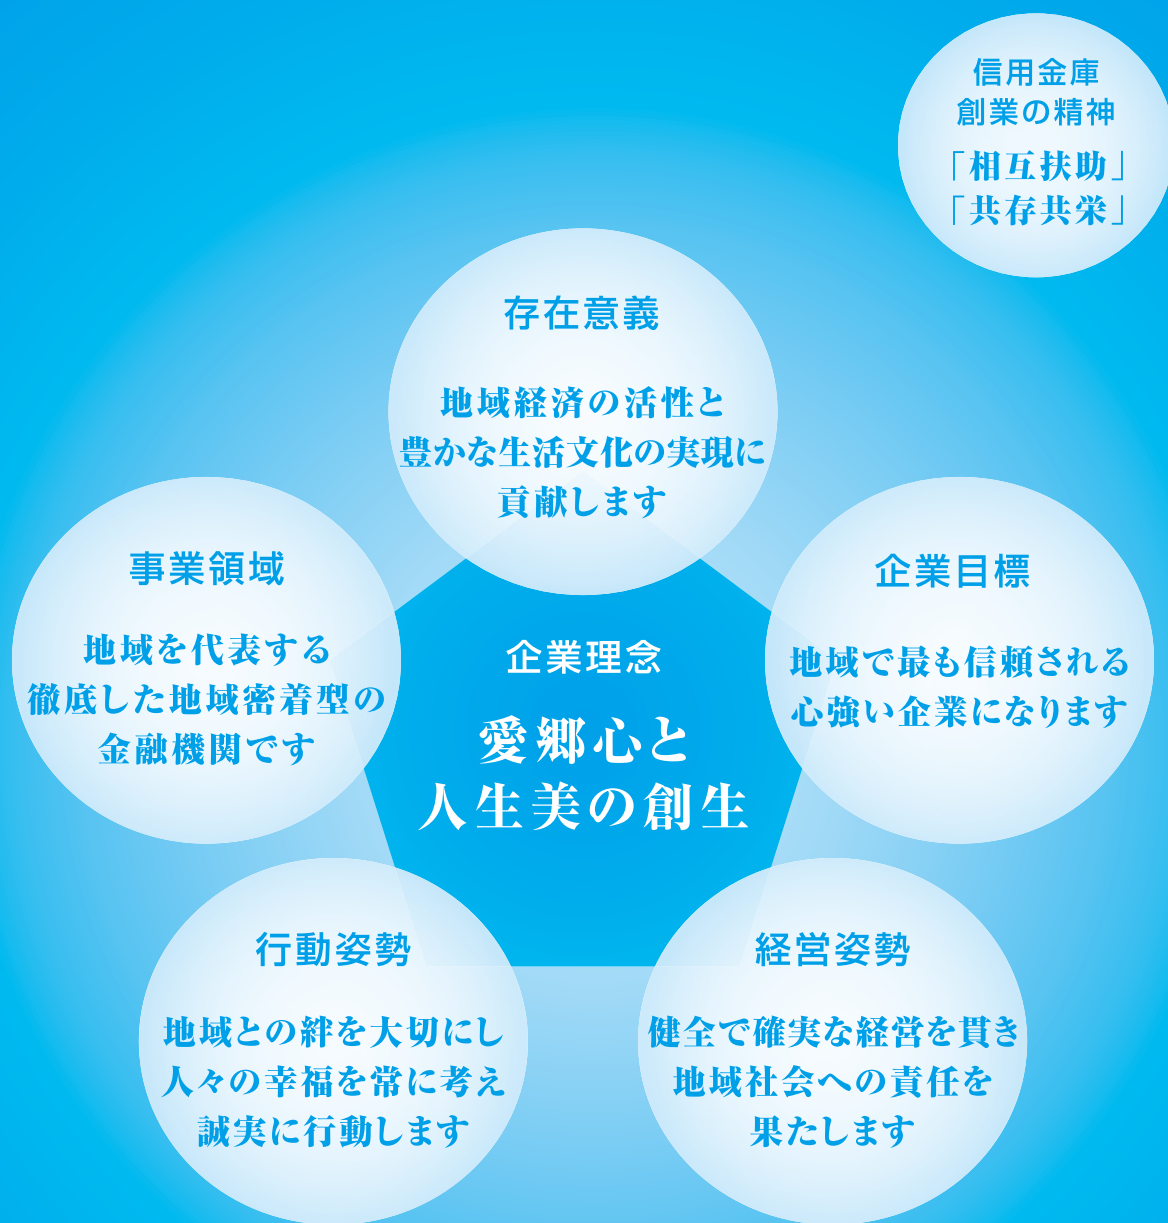 信用金庫
創業の精神
「相互扶助」
「共存共栄」
存在意義
地域経済の活性と
豊かな生活文化の実現に
貢献します
事業領域
地域を代表する
徹底した地域密着型の
金融機関です
企業理念
愛郷心と
人生美の創生
企業目標
地域で最も信頼される
心強い企業になります
行動姿勢
地域との絆を大切にし
人々の幸福を常に考え
誠実に行動します
経営姿勢
健全で確実な経営を貫き
地域社会への責任を
果たします